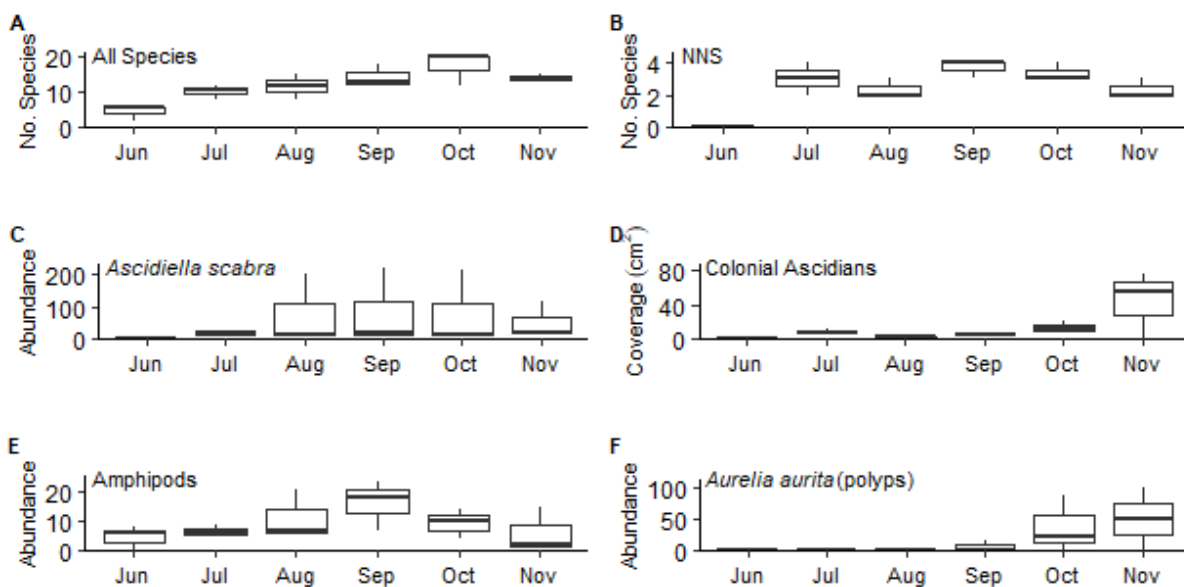 A
All Species
No. Species
20
10
0
Jun Jul Aug Sep Oct Nov
B
NNS
No. Species
4
2
0
Jun Jul Aug Sep Oct Nov
C
Ascidiella scabra
Abundance
200
100
0
Jun Jul Aug Sep Oct Nov
D
Colonial Ascidians
Coverage (cm²)
80
40
0
Jun Jul Aug Sep Oct Nov
E
Amphipods
Abundance
20
10
0
Jun Jul Aug Sep Oct Nov
F
Aurelia aurita (polyps)
Abundance
100
50
0
Jun Jul Aug Sep Oct Nov